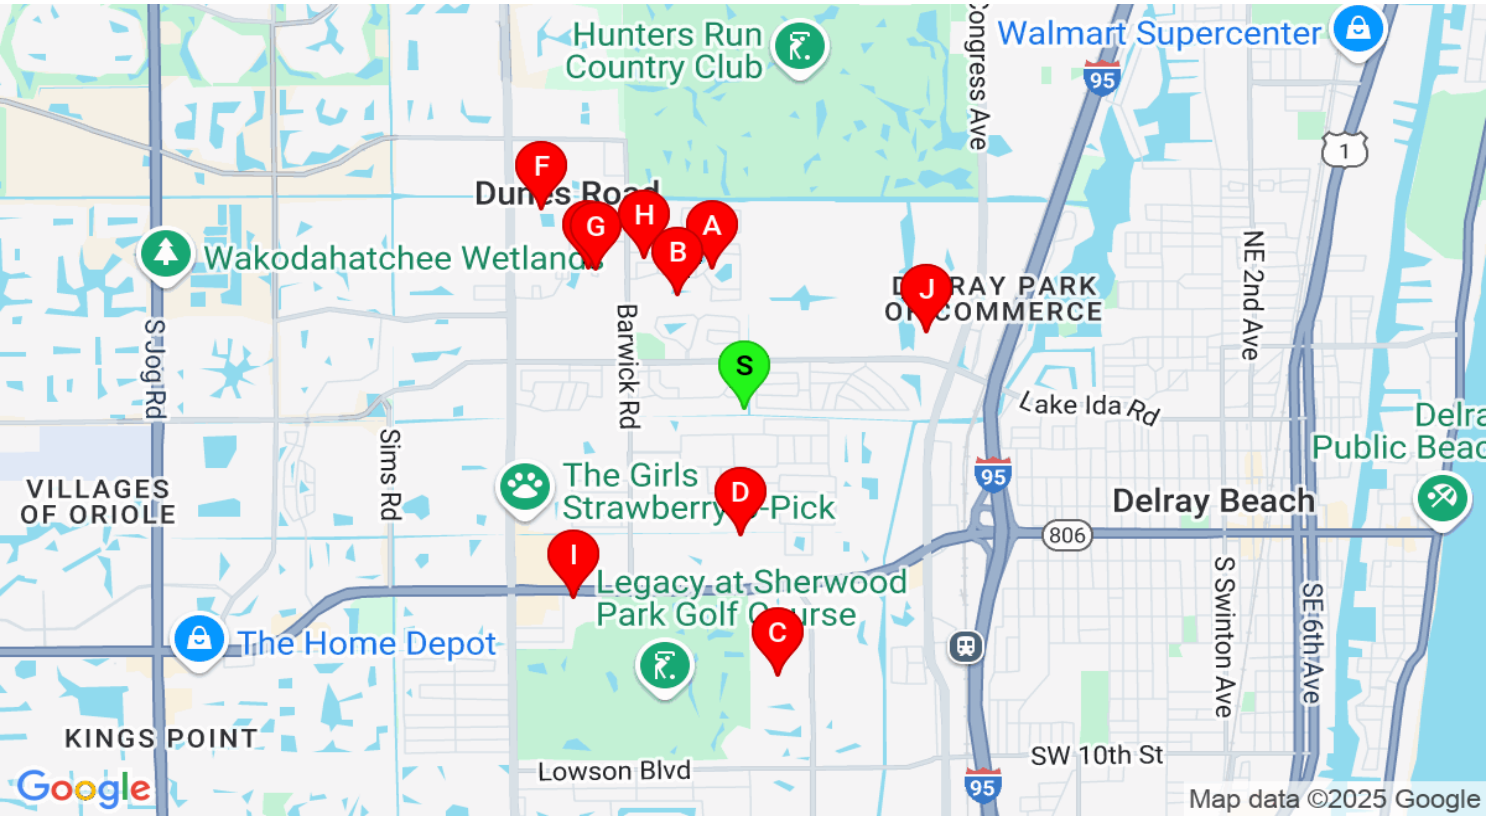 Hunters Run
Country Club
Congress Ave
Walmart Supercenter
95
1
F
Dunes Road
G
H
A
B
Wakodahatchee Wetlands
J
DELRAY PARK
OF COMMERCE
NE 2nd Ave
S Jog Rd
Barwick Rd
S
Lake Ida Rd
Delra
Public Beac
Sims Rd
The Girls
Strawberry U-Pick
D
95
VILLAGES
OF ORIOLE
Delray Beach
806
I
Legacy at Sherwood
Park Golf Course
C
S Swinton Ave
SE 6th Ave
The Home Depot
KINGS POINT
Lowson Blvd
SW 10th St
95
Google
Map data ©2025 Google